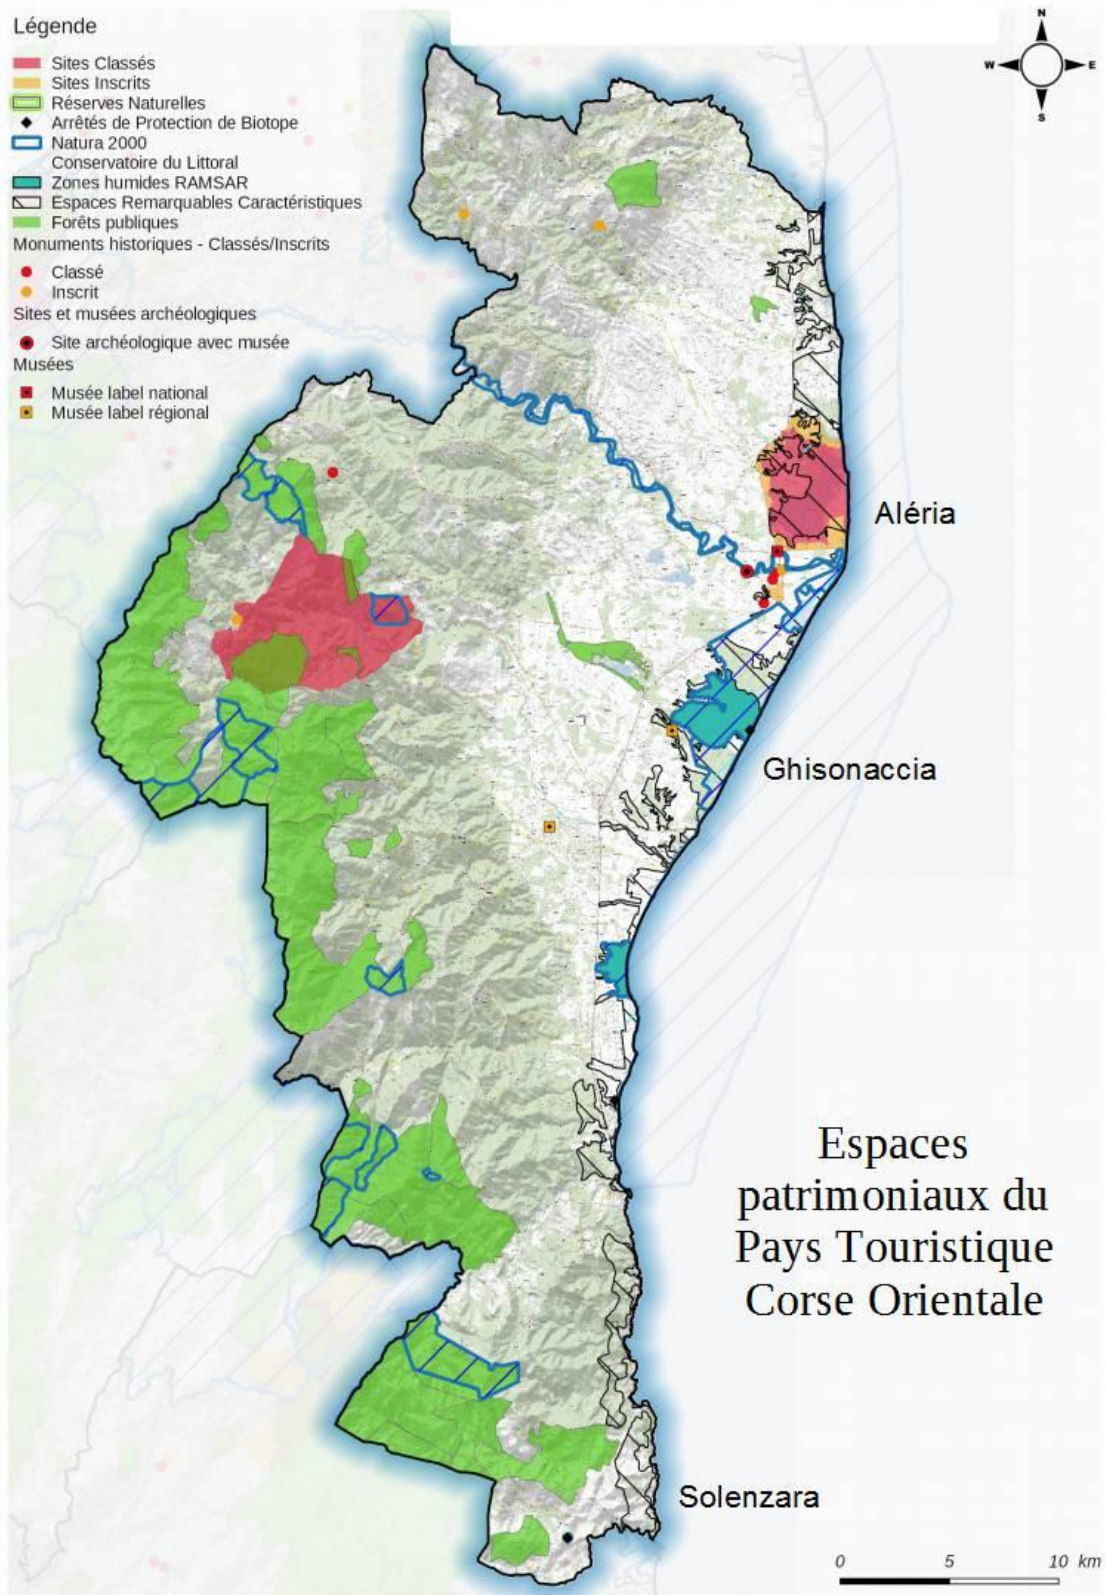 Légende
Sites Classés
Sites Inscrits
Réserves Naturelles
Arrêtés de Protection de Biotope
Natura 2000
Conservatoire du Littoral
Zones humides RAMSAR
Espaces Remarquables Caractéristiques
Forêts publiques
Monuments historiques - Classés/Inscrits
Classé
Inscrit
Sites et musées archéologiques
Site archéologique avec musée
Musées
Musée label national
Musée label régional
N
W
E
S
Aléria
Ghisonaccia
Espaces
patrimoniaux du
Pays Touristique
Corse Orientale
Solenzara
0 5 10 km